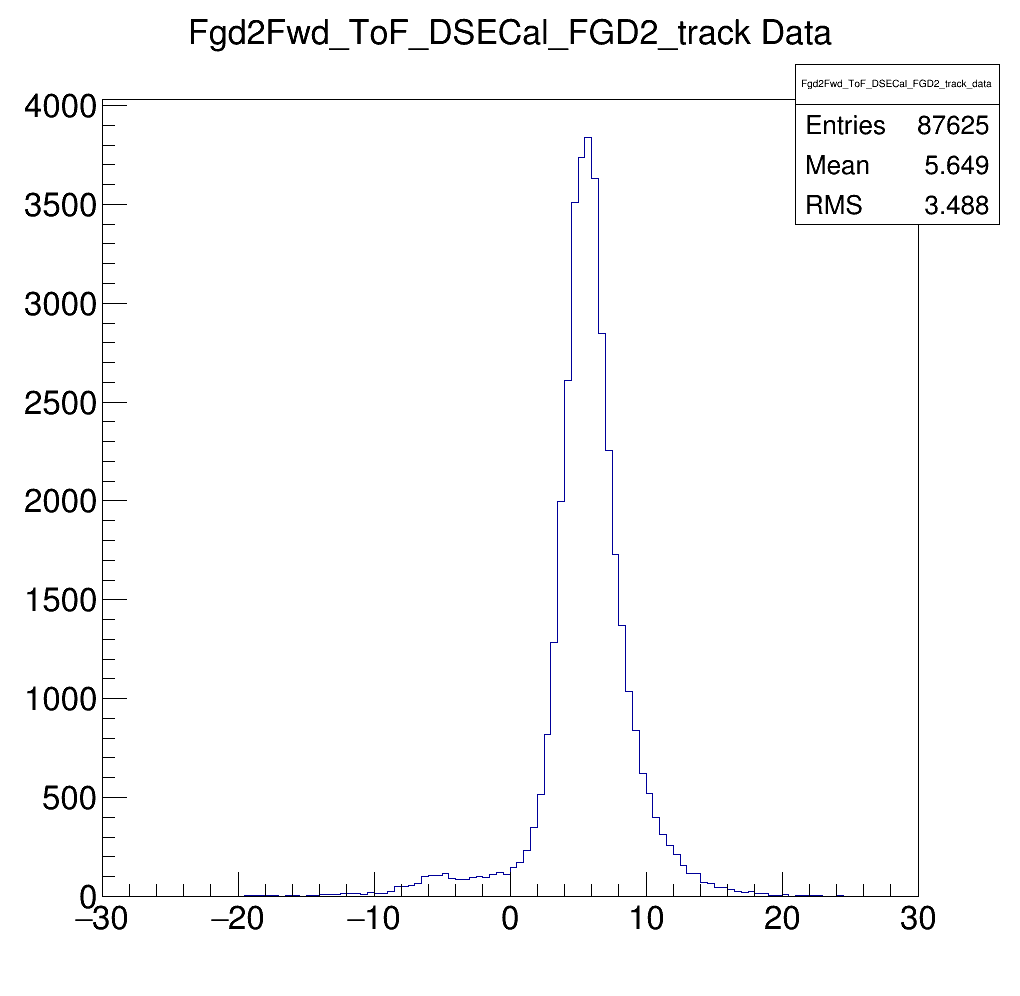 Fgd2Fwd_ToF_DSECal_FGD2_track Data
Fgd2Fwd_ToF_DSECal_FGD2_track_data
Entries 87625
Mean 5.649
RMS 3.488
4000
3500
3000
2500
2000
1500
1000
500
0
−30 −20 −10 0 10 20 30